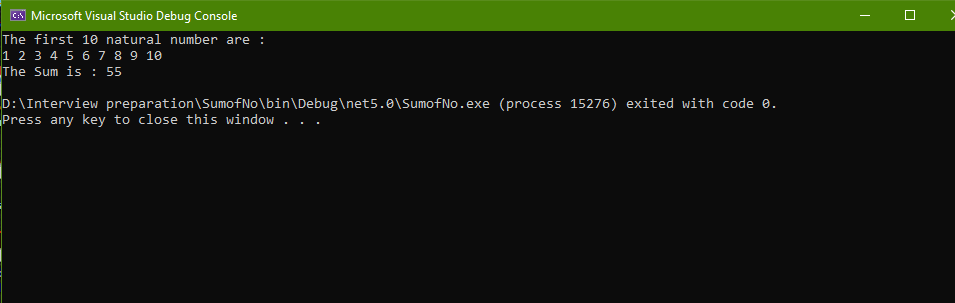 Microsoft Visual Studio Debug Console
The first 10 natural number are :
1 2 3 4 5 6 7 8 9 10
The Sum is : 55
D:\Interview preparation\SumofNo\bin\Debug\net5.0\SumofNo.exe (process 15276) exited with code 0.
Press any key to close this window . . .